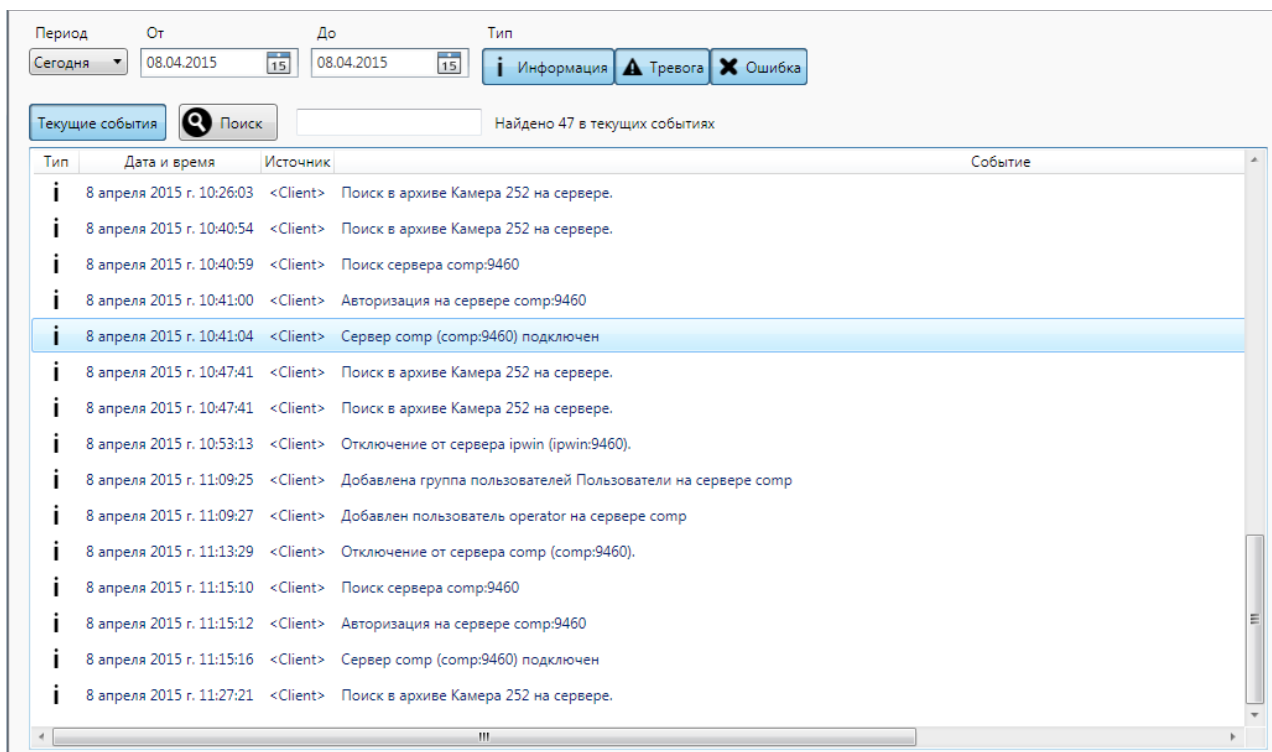 Период От До Тип
Сегодня 08.04.2015 15 08.04.2015 15 i Информация Тревога Ошибка
Текущие события Поиск Найдено 47 в текущих событиях
Тип Дата и время Источник Событие
i 8 апреля 2015 г. 10:26:03 <Client> Поиск в архиве Камера 252 на сервере.
i 8 апреля 2015 г. 10:40:54 <Client> Поиск в архиве Камера 252 на сервере.
i 8 апреля 2015 г. 10:40:59 <Client> Поиск сервера comp:9460
i 8 апреля 2015 г. 10:41:00 <Client> Авторизация на сервере comp:9460
i 8 апреля 2015 г. 10:41:04 <Client> Сервер comp (comp:9460) подключен
i 8 апреля 2015 г. 10:47:41 <Client> Поиск в архиве Камера 252 на сервере.
i 8 апреля 2015 г. 10:47:41 <Client> Поиск в архиве Камера 252 на сервере.
i 8 апреля 2015 г. 10:53:13 <Client> Отключение от сервера ipwin (ipwin:9460).
i 8 апреля 2015 г. 11:09:25 <Client> Добавлена группа пользователей Пользователи на сервере comp
i 8 апреля 2015 г. 11:09:27 <Client> Добавлен пользователь operator на сервере comp
i 8 апреля 2015 г. 11:13:29 <Client> Отключение от сервера comp (comp:9460).
i 8 апреля 2015 г. 11:15:10 <Client> Поиск сервера comp:9460
i 8 апреля 2015 г. 11:15:12 <Client> Авторизация на сервере comp:9460
i 8 апреля 2015 г. 11:15:16 <Client> Сервер comp (comp:9460) подключен
i 8 апреля 2015 г. 11:27:21 <Client> Поиск в архиве Камера 252 на сервере.